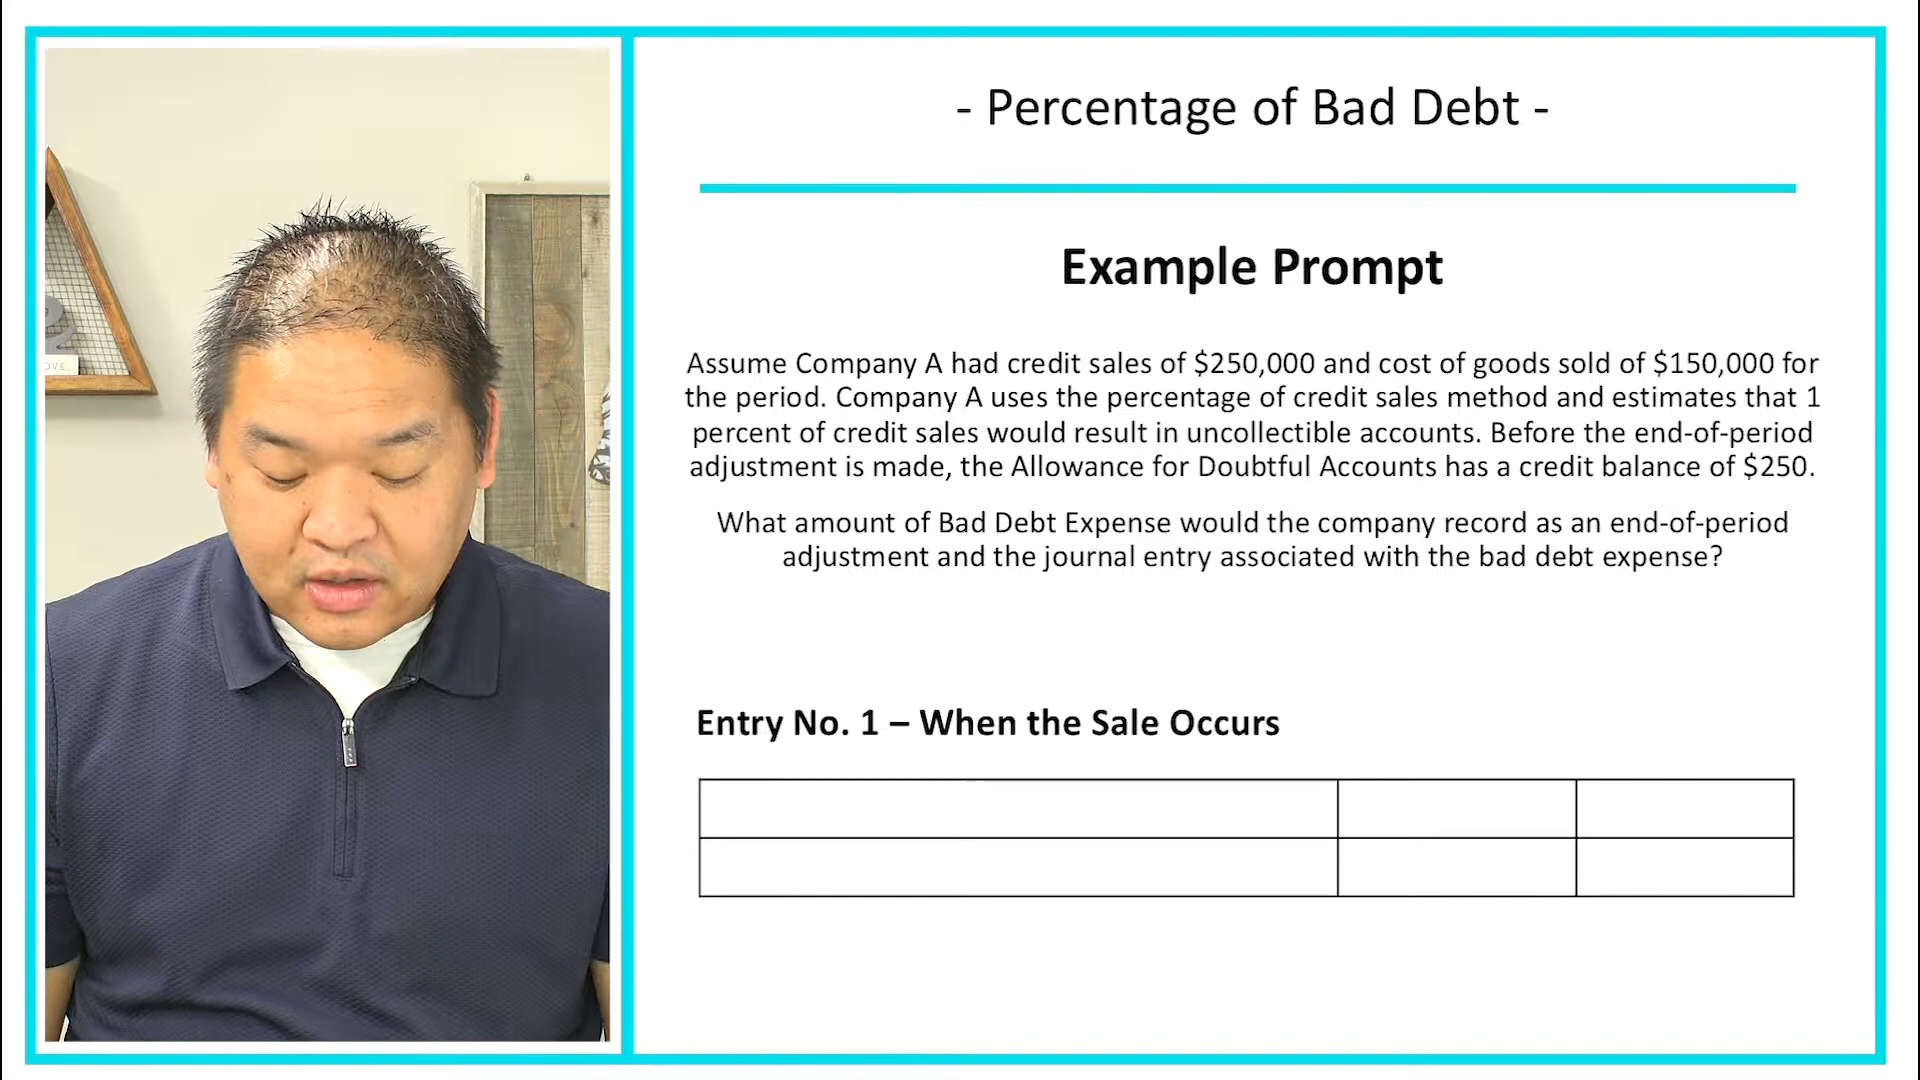 - Percentage of Bad Debt -
Example Prompt
Assume Company A had credit sales of $250,000 and cost of goods sold of $150,000 for
the period. Company A uses the percentage of credit sales method and estimates that 1
percent of credit sales would result in uncollectible accounts. Before the end-of-period
adjustment is made, the Allowance for Doubtful Accounts has a credit balance of $250.
What amount of Bad Debt Expense would the company record as an end-of-period
adjustment and the journal entry associated with the bad debt expense?
Entry No. 1 – When the Sale Occurs
OVE.